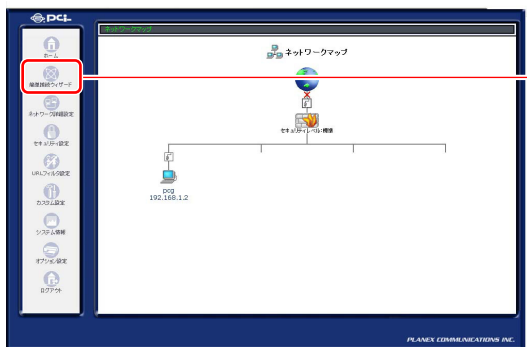 PCi
ネットワークマップ
ホーム
簡単接続ウィザード
ネットワーク詳細設定
セキュリティ設定
URLフィルタ設定
カスタム設定
システム情報
オプション設定
ログアウト
ネットワークマップ
セキュリティレベル:標準
pcg
192.168.1.2
PLANEX COMMUNICATIONS INC.